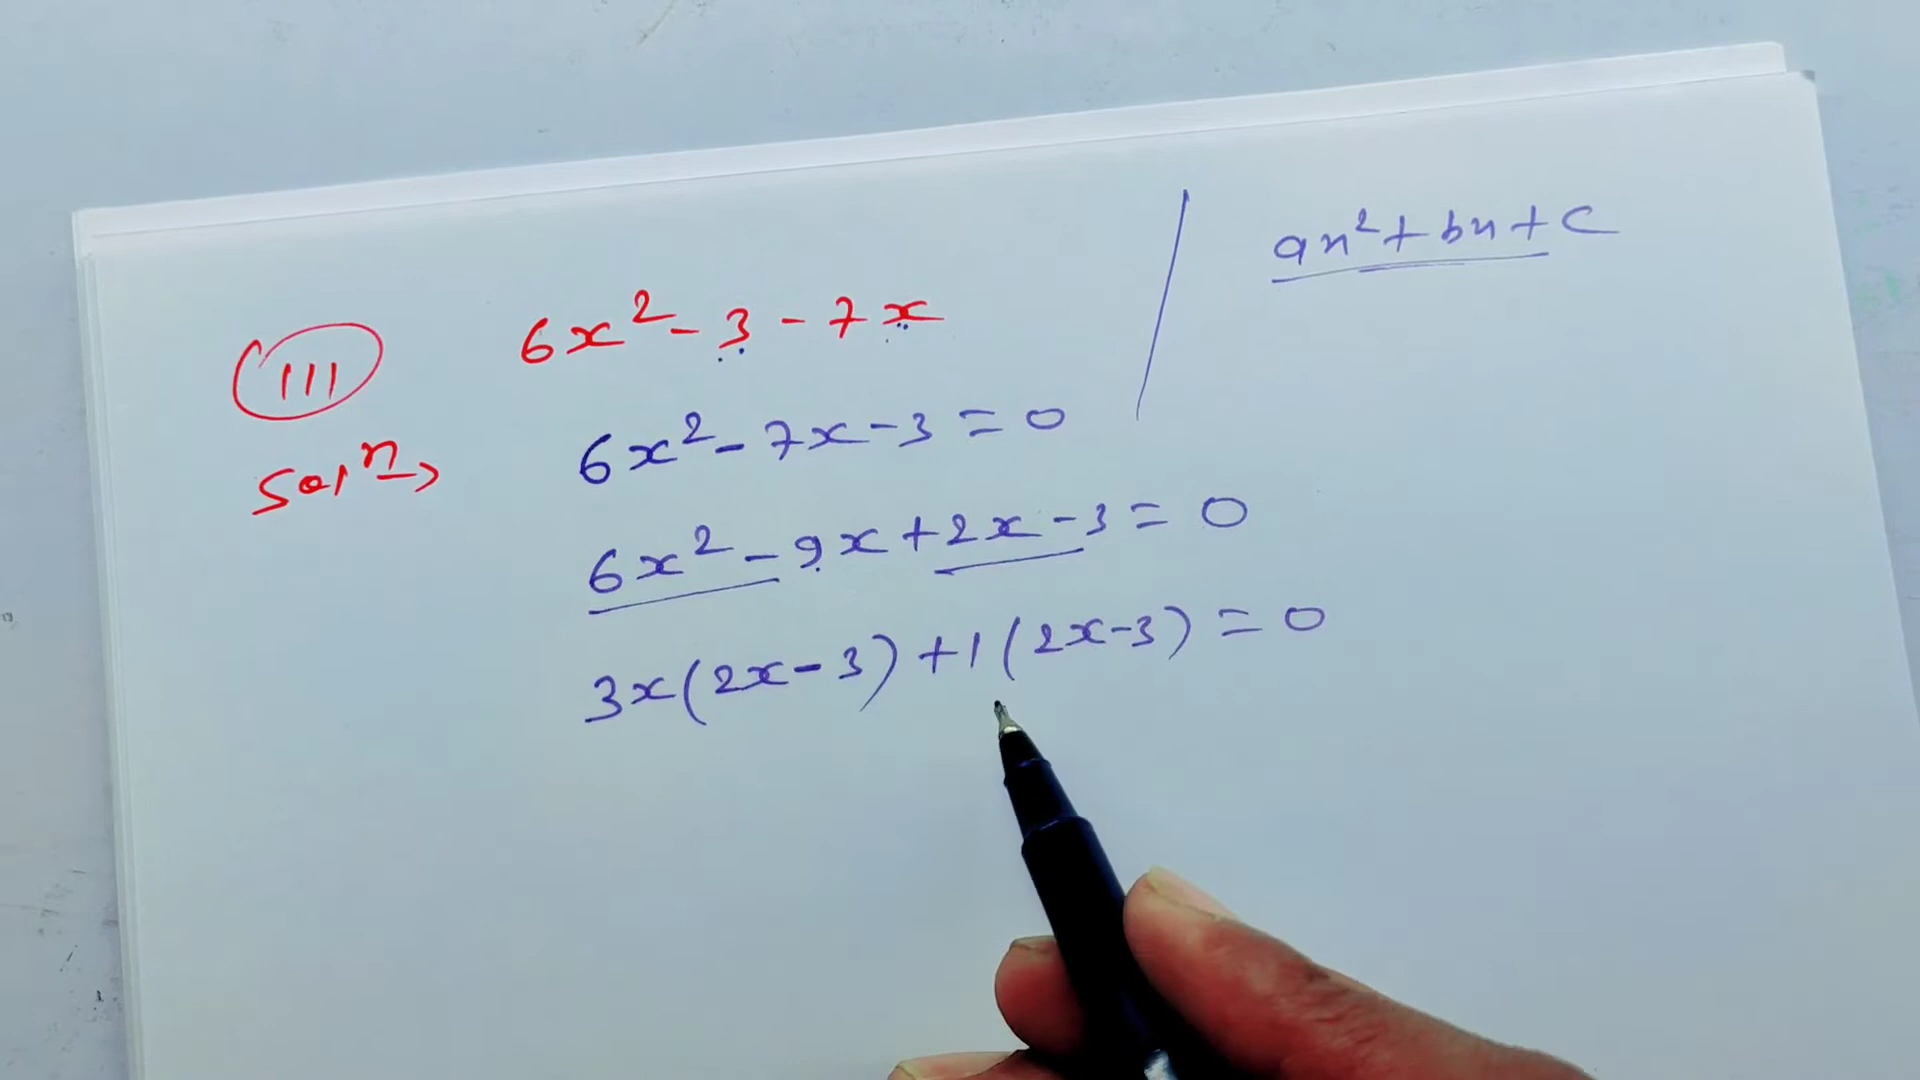 (111) 6x² - 3 - 7x
ax² + bx + c
Solⁿ→ 6x² - 7x - 3 = 0
6x² - 9x + 2x - 3 = 0
3x(2x - 3) + 1(2x - 3) = 0